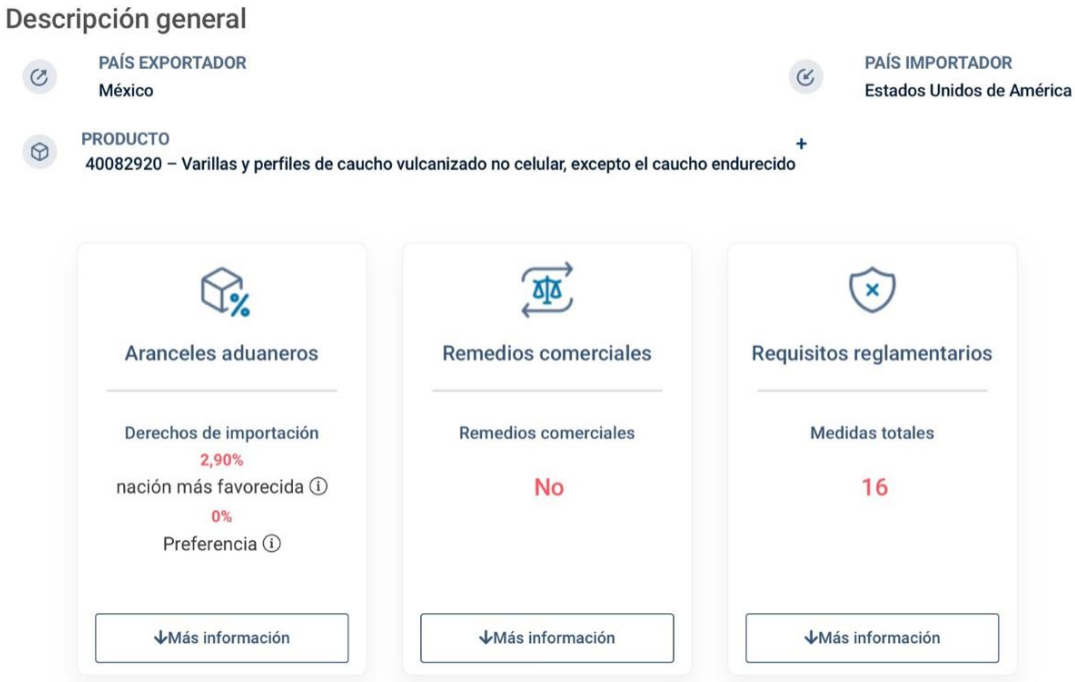 Descripción general
PAÍS EXPORTADOR
México
PAÍS IMPORTADOR
Estados Unidos de América
PRODUCTO
40082920 – Varillas y perfiles de caucho vulcanizado no celular, excepto el caucho endurecido
+
Aranceles aduaneros
Derechos de importación
2,90%
nación más favorecida ⓘ
0%
Preferencia ⓘ
↓Más información
Remedios comerciales
Remedios comerciales
No
↓Más información
Requisitos reglamentarios
Medidas totales
16
↓Más información